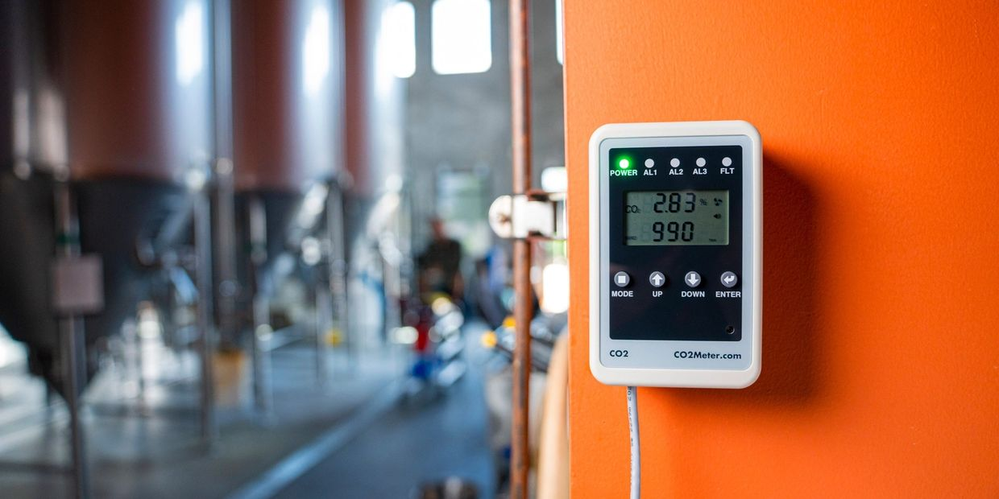 POWER AL1 AL2 AL3 FLT
CO2 2.83 %
990
MODE UP DOWN ENTER
CO2 CO2Meter.com